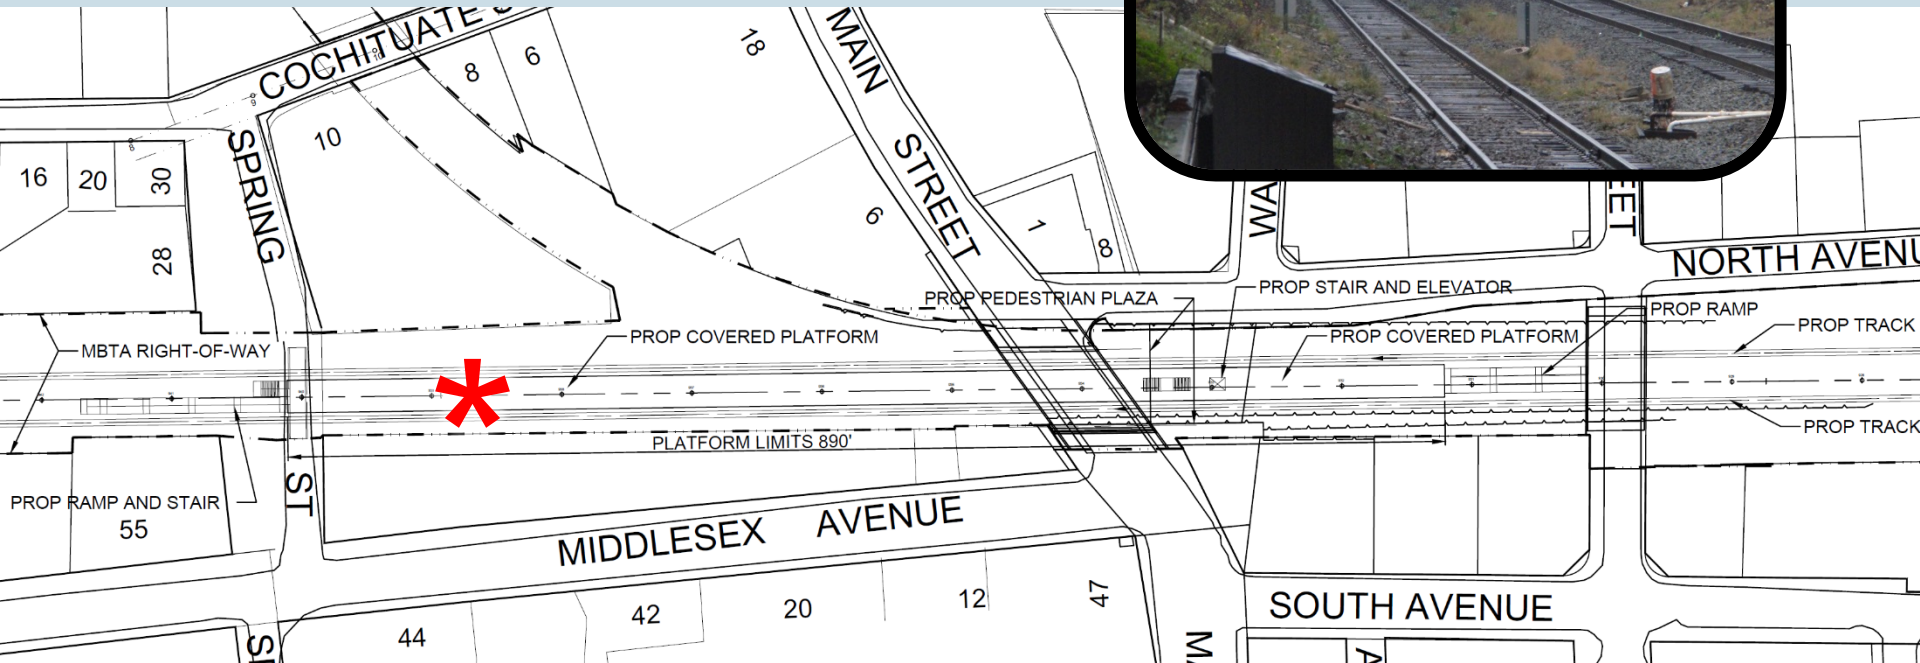 COCHITUATE
MAIN
STREET
18
8
6
10
SPRING
16
20
30
28
6
1
8
NORTH
PROP PEDESTRIAN PLAZA
PROP STAIR AND ELEVATOR
PROP RAMP
PROP TRACK
PROP COVERED PLATFORM
PROP COVERED PLATFORM
MBTA RIGHT-OF-WAY
*
PROP TRACK
PLATFORM LIMITS 890'
PROP RAMP AND STAIR
ST
55
MIDDLESEX AVENUE
SOUTH AVENUE
44
42
20
12
47